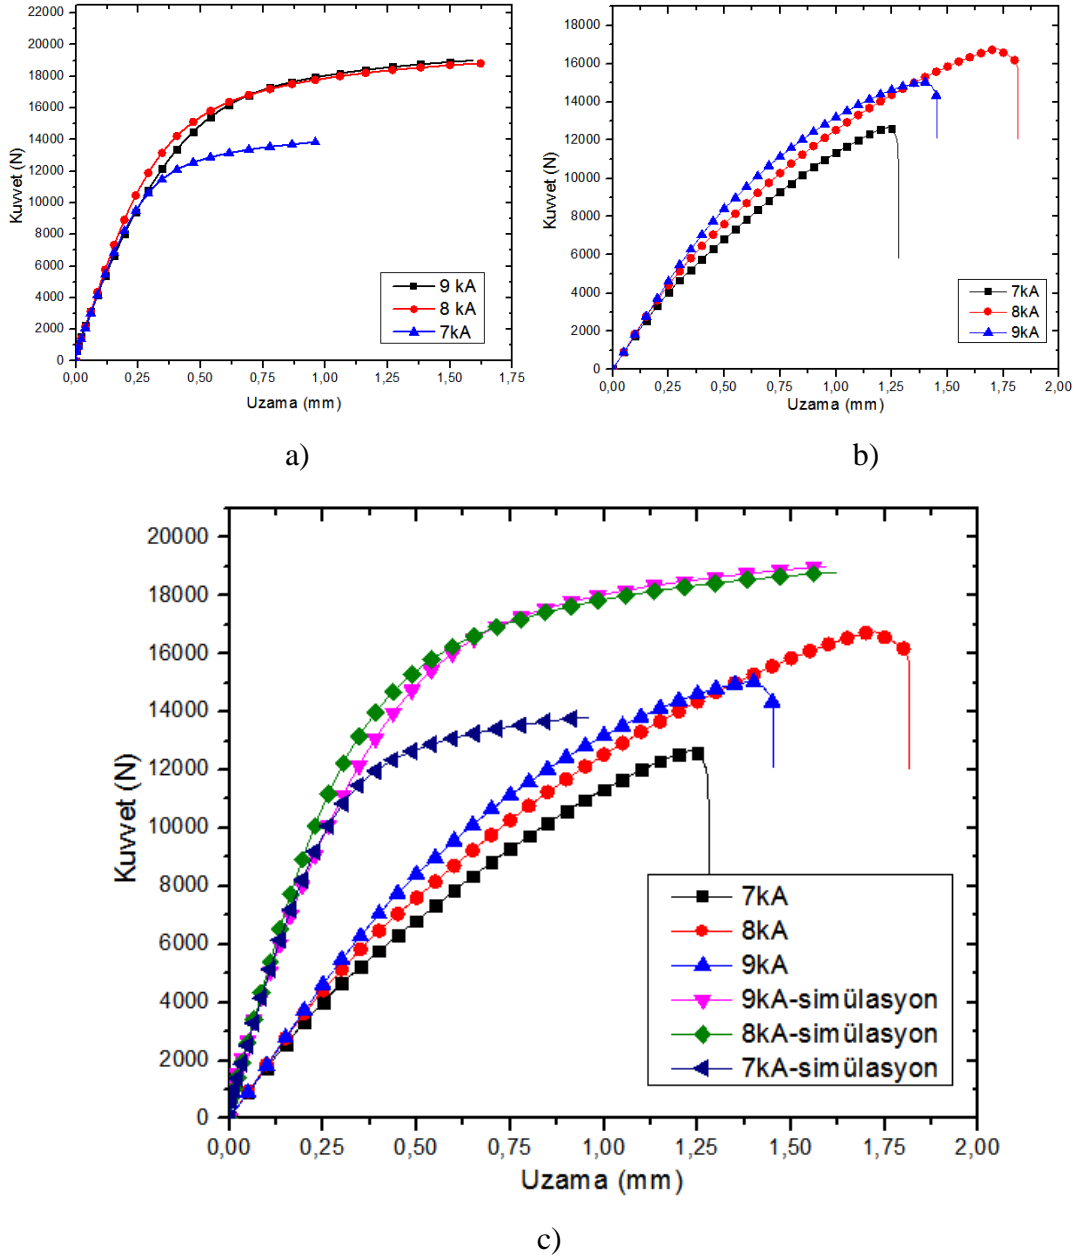 22000
20000
18000
16000
14000
12000
10000
8000
6000
4000
2000
0
Kuvvet (N)
9 kA
8 kA
7kA
0,00 0,25 0,50 0,75 1,00 1,25 1,50 1,75
Uzama (mm)
a)
18000
16000
14000
12000
10000
8000
6000
4000
2000
0
Kuvvet (N)
7kA
8kA
9kA
0,00 0,25 0,50 0,75 1,00 1,25 1,50 1,75 2,00
Uzama (mm)
b)
20000
18000
16000
14000
12000
10000
8000
6000
4000
2000
0
Kuvvet (N)
7kA
8kA
9kA
9kA-simülasyon
8kA-simülasyon
7kA-simülasyon
0,00 0,25 0,50 0,75 1,00 1,25 1,50 1,75 2,00
Uzama (mm)
c)